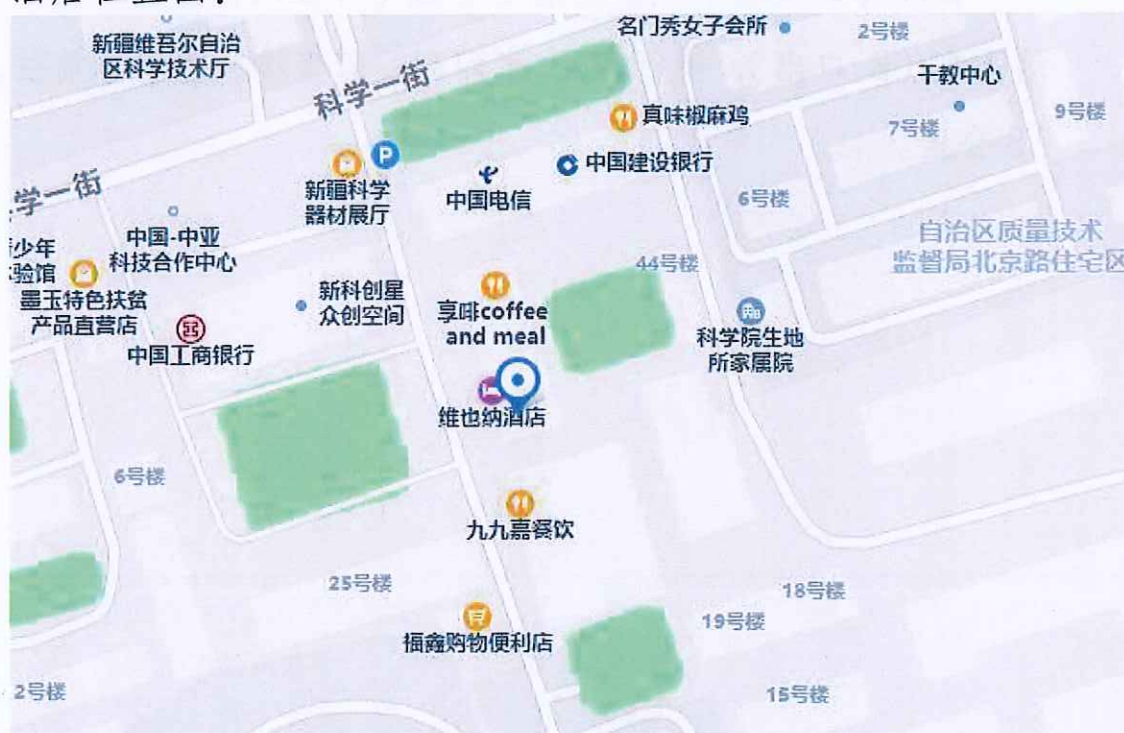 名门秀女子会所
2号楼
新疆维吾尔自治
区科学技术厅
科学一街
干教中心
9号楼
真味椒麻鸡
7号楼
中国建设银行
新疆科学
器材展厅
中国电信
学一街
6号楼
中国-中亚
科技合作中心
少年
验馆
自治区质量技术
监督局北京路住宅区
44号楼
墨玉特色扶贫
产品直营店
新科创星
众创空间
享啡coffee
and meal
科学院生地
所家属院
中国工商银行
维也纳酒店
6号楼
九九嘉餐饮
25号楼
18号楼
19号楼
福鑫购物便利店
2号楼
15号楼